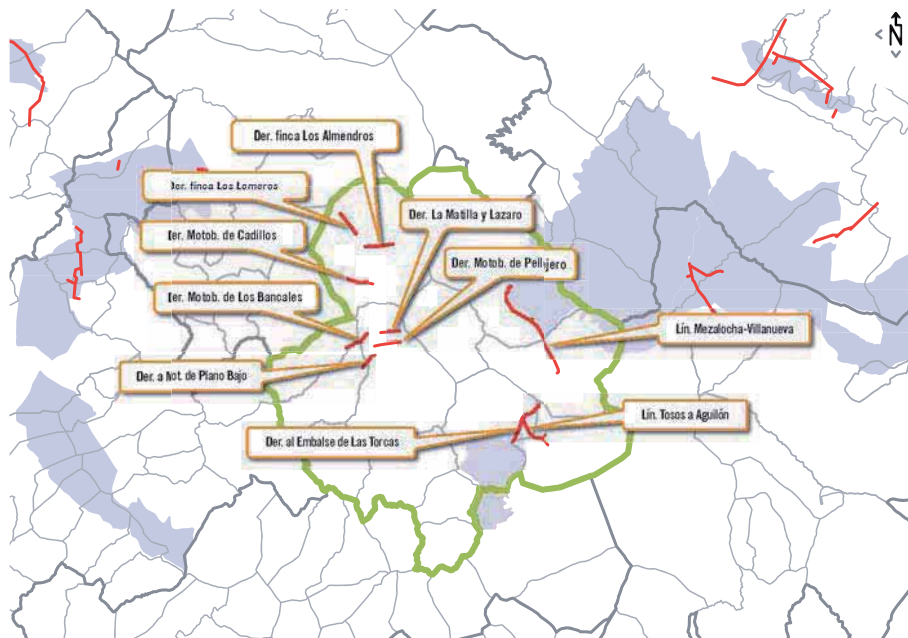 N
Der. finca Los Almendros
Der. finca Los Lomeros
Der. La Matilla y Lazaro
Der. Motob. de Cadillos
Der. Motob. de Pellejero
Der. Motob. de Los Bancales
Lín. Mezalocha-Villanueva
Der. a Mot. de Plano Bajo
Lín. Tosos a Aguilón
Der. al Embalse de Las Torcas